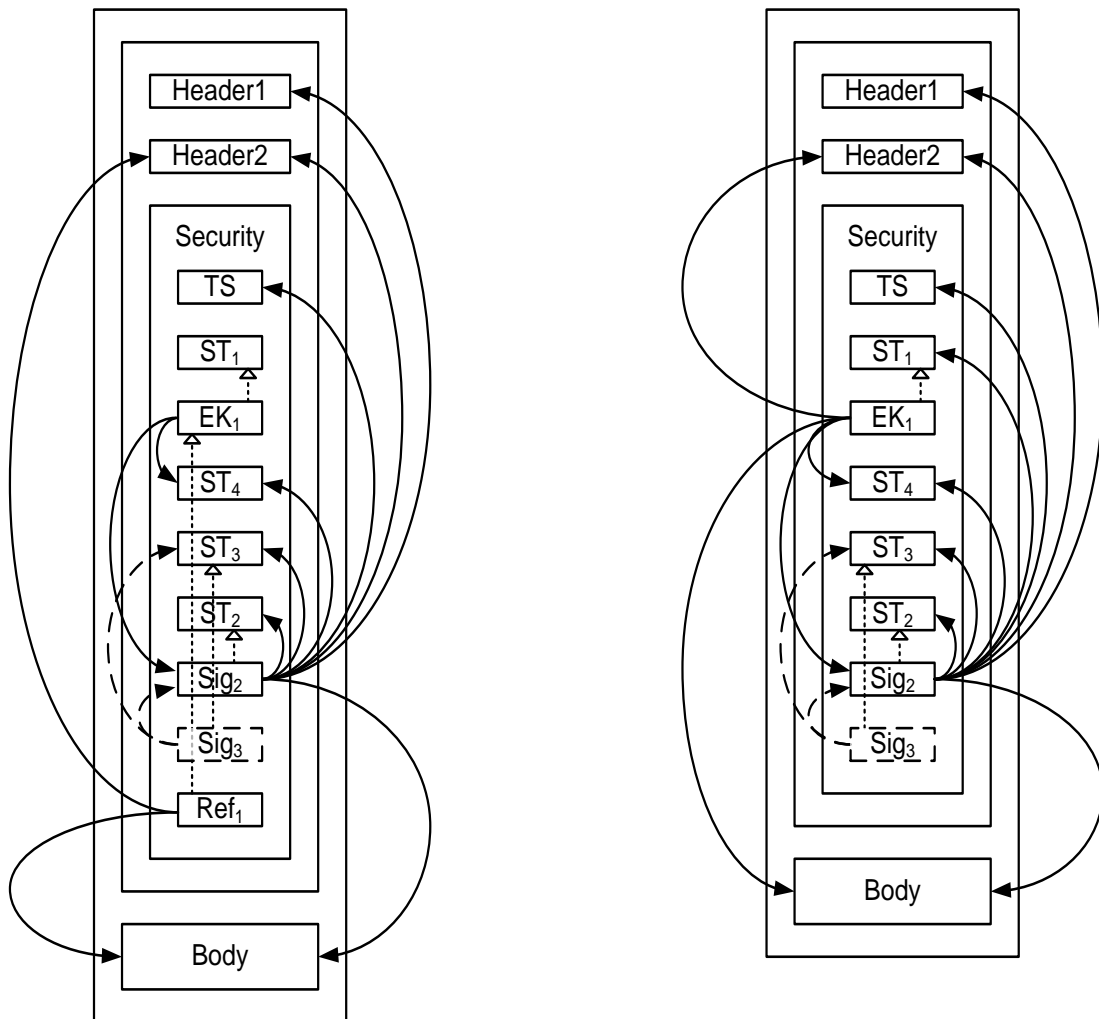 Header1
Header2
Security
TS
ST₁
EK₁
ST₄
ST₃
ST₂
Sig₂
Sig₃
Ref₁
Body
Header1
Header2
Security
TS
ST₁
EK₁
ST₄
ST₃
ST₂
Sig₂
Sig₃
Body